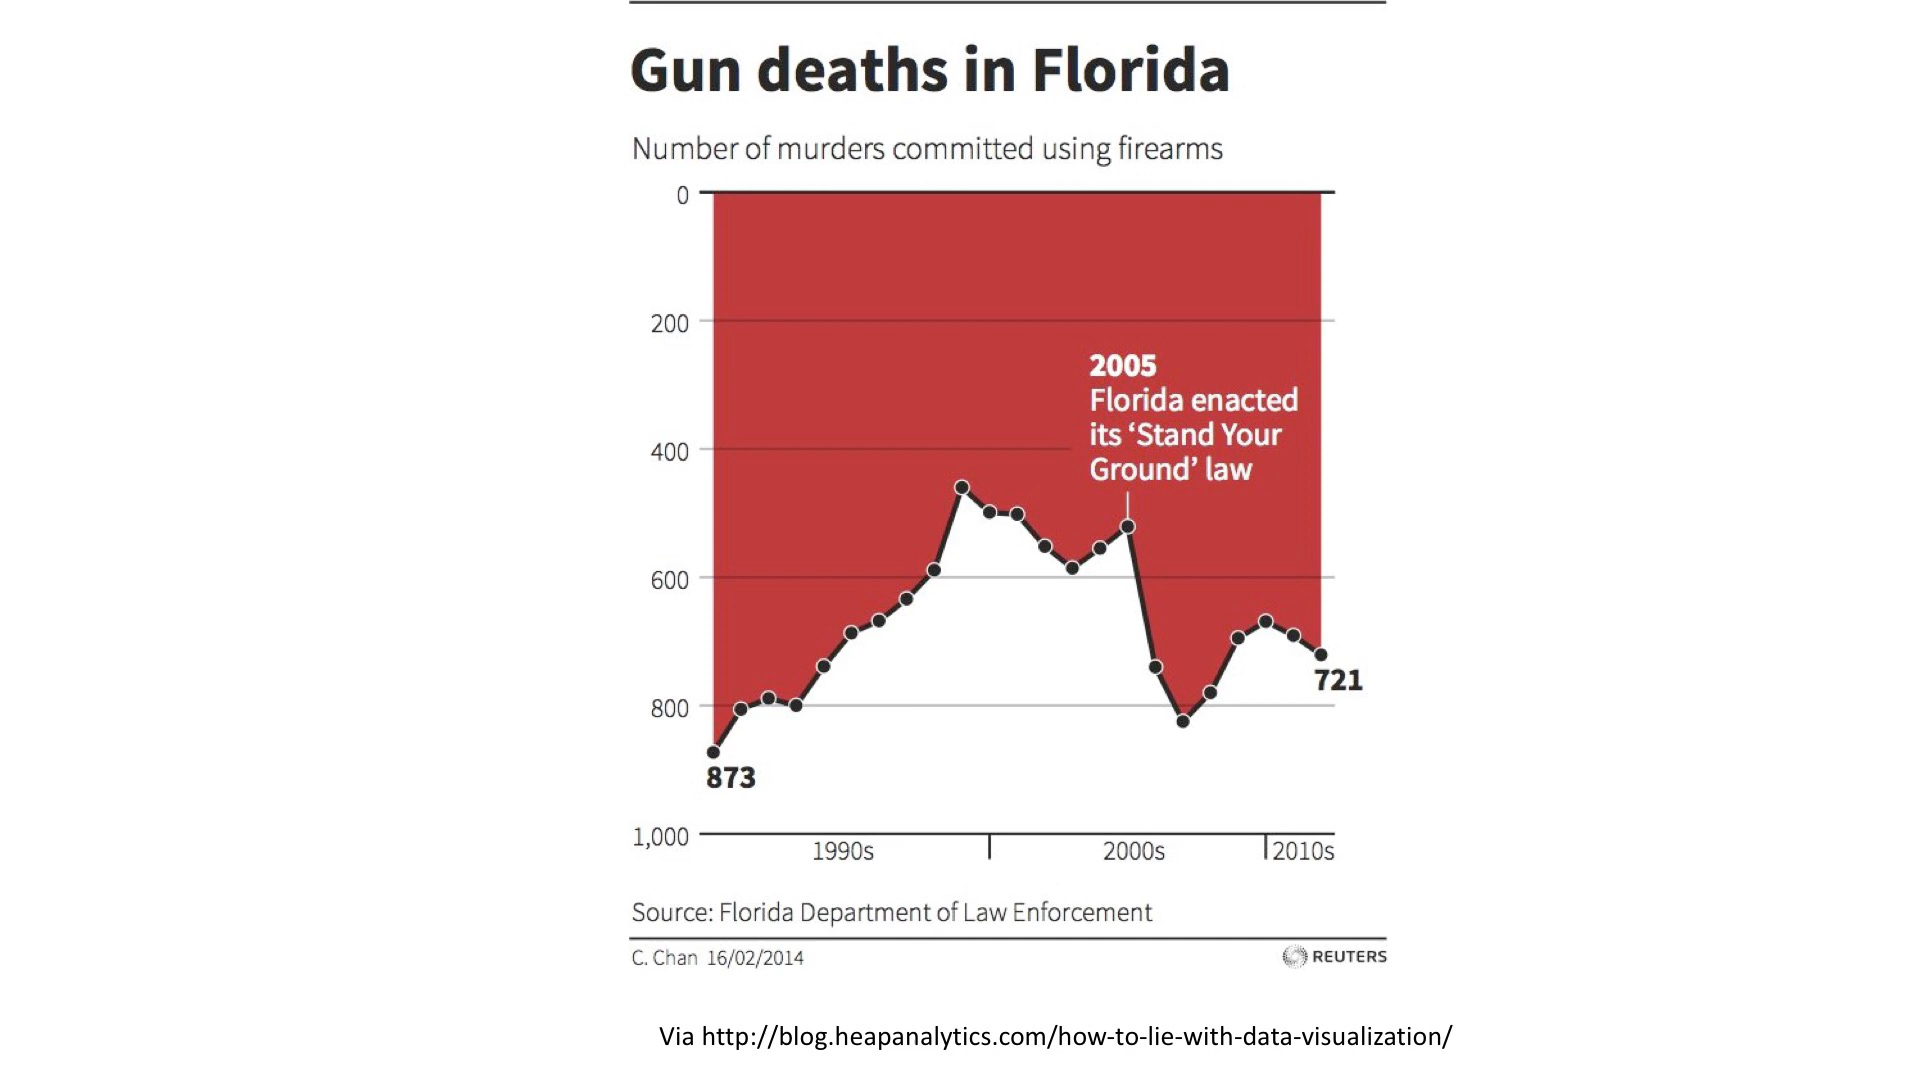 Gun deaths in Florida
Number of murders committed using firearms
0
200
2005
Florida enacted
its ‘Stand Your
Ground’ law
400
600
721
800
873
1,000
1990s
2000s
2010s
Source: Florida Department of Law Enforcement
C. Chan 16/02/2014
REUTERS
Via http://blog.heapanalytics.com/how-to-lie-with-data-visualization/